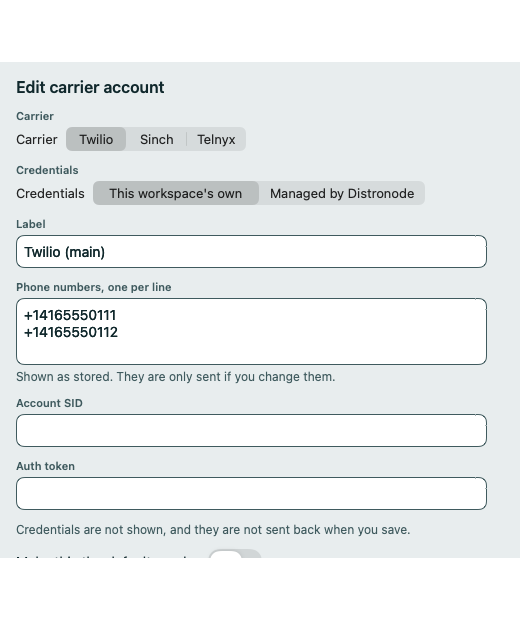 Edit carrier account
Carrier
Carrier Twilio Sinch Telnyx
Credentials
Credentials This workspace's own Managed by Distronode
Label
Twilio (main)
Phone numbers, one per line
+14165550111
+14165550112
Shown as stored. They are only sent if you change them.
Account SID
Auth token
Credentials are not shown, and they are not sent back when you save.